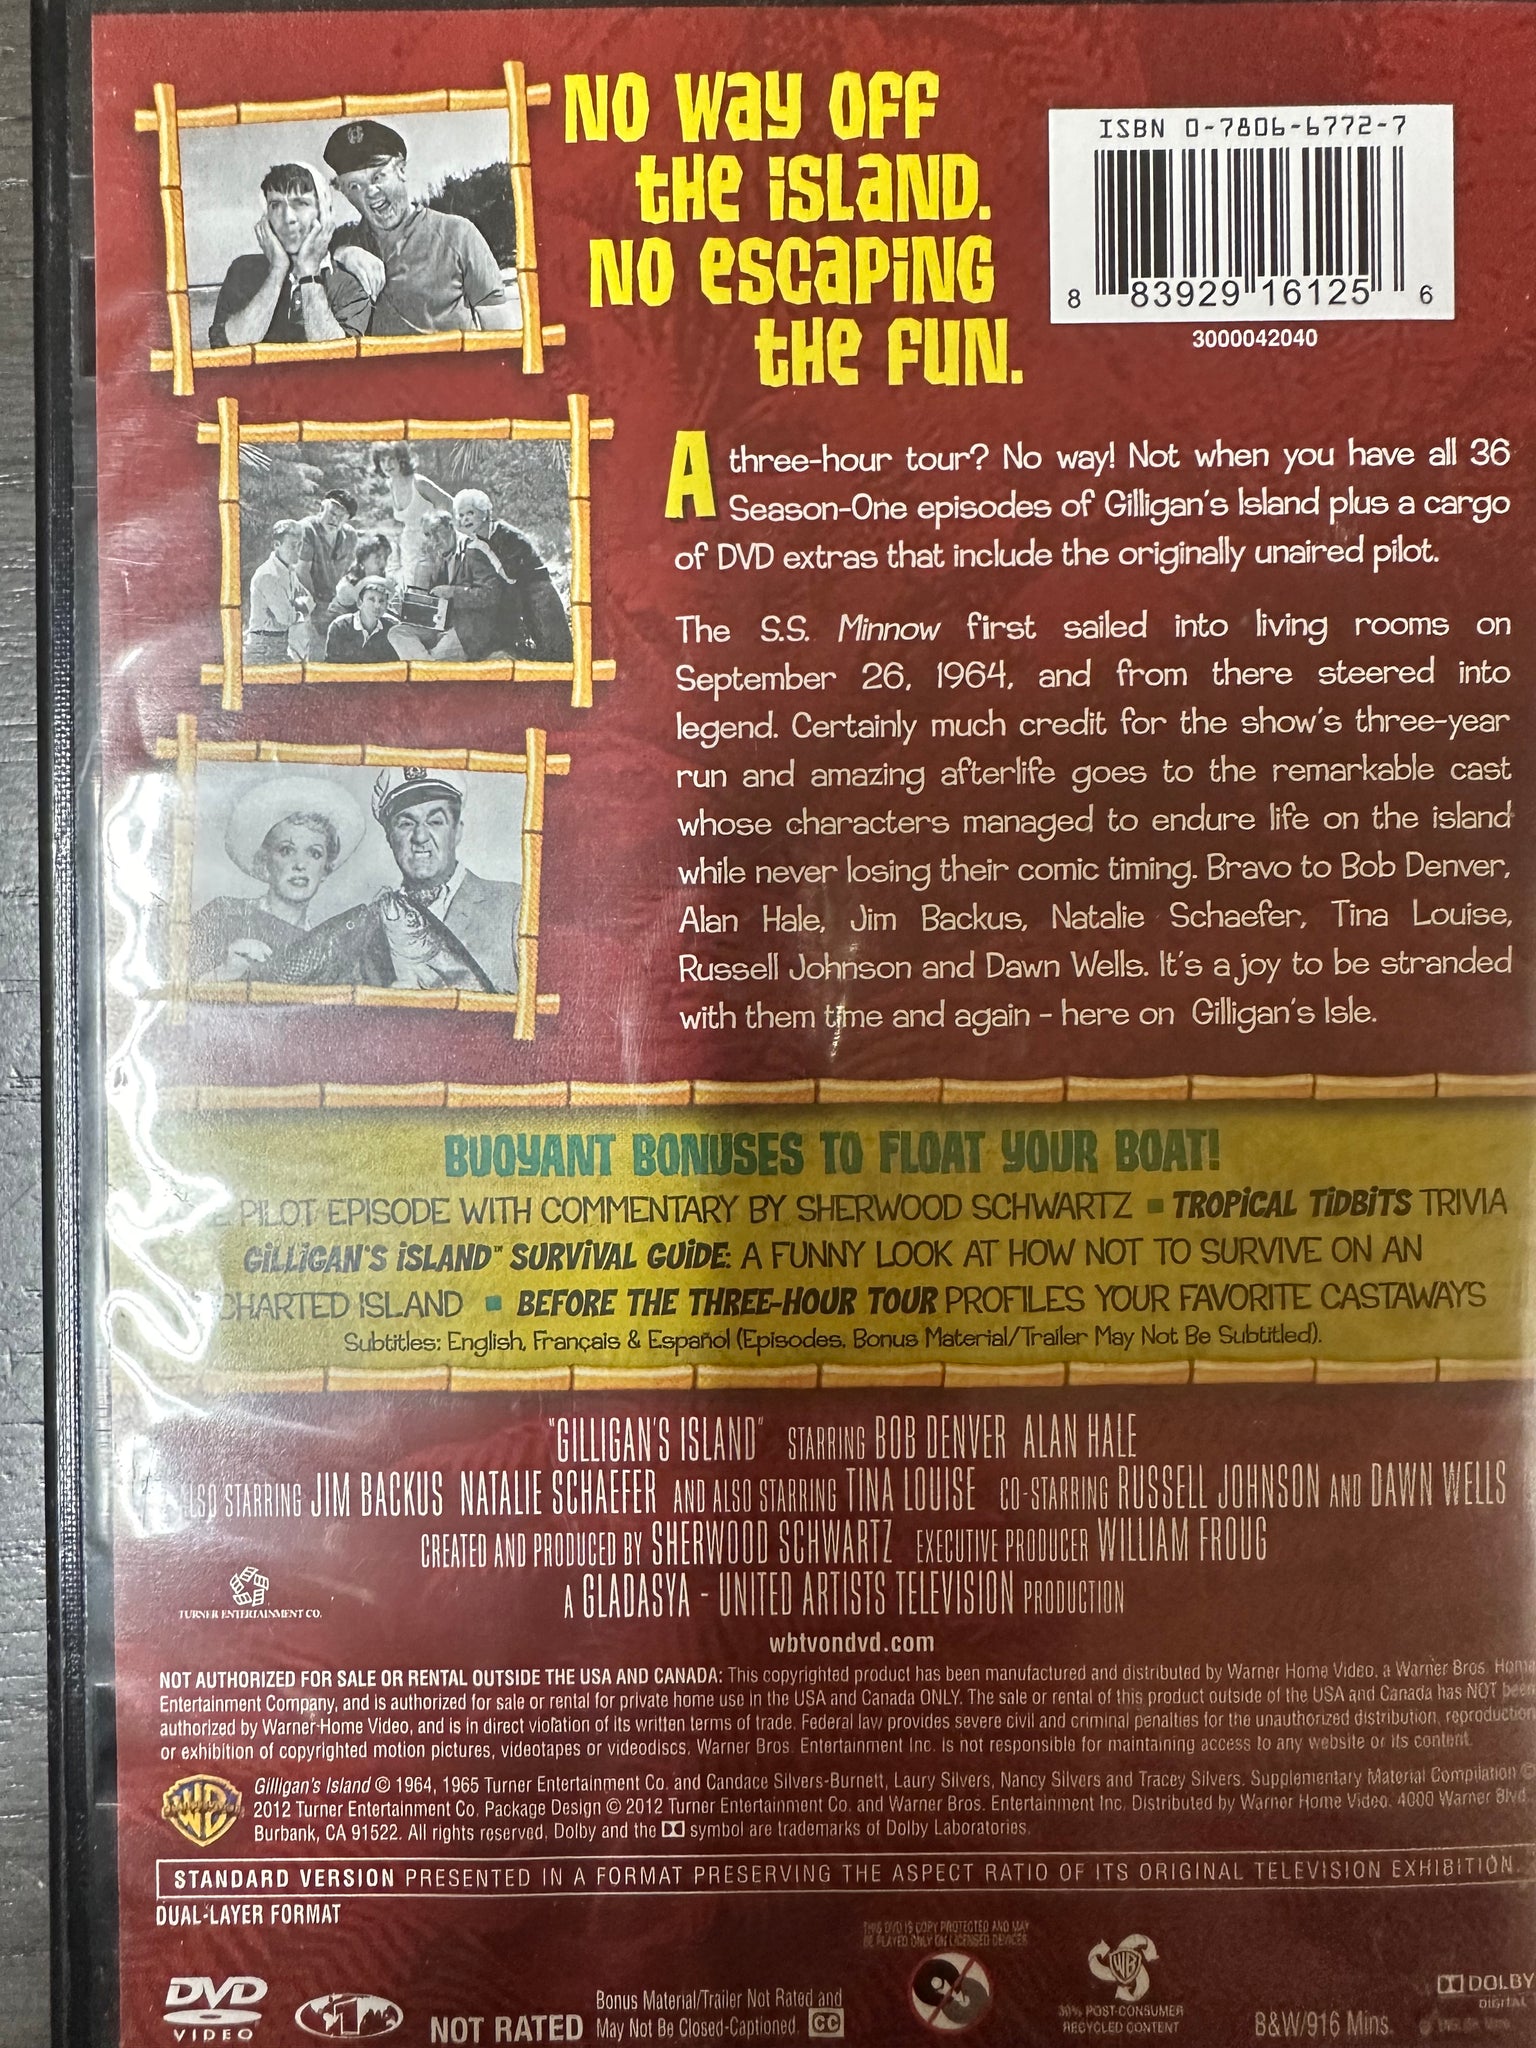 NO WAY OFF
THE ISLAND.
NO ESCAPING
THE FUN.
ISBN 0-7806-6772-7
8 83929 16125 6
3000042040
A three-hour tour? No way! Not when you have all 36
Season-One episodes of Gilligan's Island plus a cargo
of DVD extras that include the originally unaired pilot.
The S.S. Minnow first sailed into living rooms on
September 26, 1964, and from there steered into
legend. Certainly much credit for the show's three-year
run and amazing afterlife goes to the remarkable cast
whose characters managed to endure life on the island
while never losing their comic timing. Bravo to Bob Denver,
Alan Hale, Jim Backus, Natalie Schaefer, Tina Louise,
Russell Johnson and Dawn Wells. It's a joy to be stranded
with them time and again - here on Gilligan's Isle.
BUOYANT BONUSES TO FLOAT YOUR BOAT!
PILOT EPISODE WITH COMMENTARY BY SHERWOOD SCHWARTZ ▪ TROPICAL TIDBITS TRIVIA
GILLIGAN'S ISLAND™ SURVIVAL GUIDE: A FUNNY LOOK AT HOW NOT TO SURVIVE ON AN
CHARTED ISLAND ▪ BEFORE THE THREE-HOUR TOUR PROFILES YOUR FAVORITE CASTAWAYS
Subtitles: English, Français & Español (Episodes. Bonus Material/Trailer May Not Be Subtitled).
"GILLIGAN'S ISLAND" STARRING BOB DENVER ALAN HALE
ALSO STARRING JIM BACKUS NATALIE SCHAEFER AND ALSO STARRING TINA LOUISE CO-STARRING RUSSELL JOHNSON AND DAWN WELLS
CREATED AND PRODUCED BY SHERWOOD SCHWARTZ EXECUTIVE PRODUCER WILLIAM FROUG
A GLADASYA - UNITED ARTISTS TELEVISION PRODUCTION
TURNER ENTERTAINMENT CO.
wbtvondvd.com
NOT AUTHORIZED FOR SALE OR RENTAL OUTSIDE THE USA AND CANADA: This copyrighted product has been manufactured and distributed by Warner Home Video, a Warner Bros. Home
Entertainment Company, and is authorized for sale or rental for private home use in the USA and Canada ONLY. The sale or rental of this product outside of the USA and Canada has NOT been
authorized by Warner Home Video, and is in direct violation of its written terms of trade. Federal law provides severe civil and criminal penalties for the unauthorized distribution, reproduction
or exhibition of copyrighted motion pictures, videotapes or videodiscs. Warner Bros. Entertainment Inc. is not responsible for maintaining access to any website or its content.
Gilligan's Island © 1964, 1965 Turner Entertainment Co. and Candace Silvers-Burnett, Laury Silvers, Nancy Silvers and Tracey Silvers. Supplementary Material Compilation ©
2012 Turner Entertainment Co. Package Design © 2012 Turner Entertainment Co. and Warner Bros. Entertainment Inc. Distributed by Warner Home Video. 4000 Warner Blvd.
Burbank, CA 91522. All rights reserved. Dolby and the symbol are trademarks of Dolby Laboratories.
STANDARD VERSION PRESENTED IN A FORMAT PRESERVING THE ASPECT RATIO OF ITS ORIGINAL TELEVISION EXHIBITION.
DUAL-LAYER FORMAT
THIS DVD IS COPY PROTECTED AND MAY
BE PLAYED ONLY ON LICENSED DEVICES
DVD
VIDEO
1
NOT RATED
Bonus Material/Trailer Not Rated and
May Not Be Closed-Captioned. CC
WB
30% POST-CONSUMER
RECYCLED CONTENT
B&W/916 Mins.
DOLBY
DIGITAL